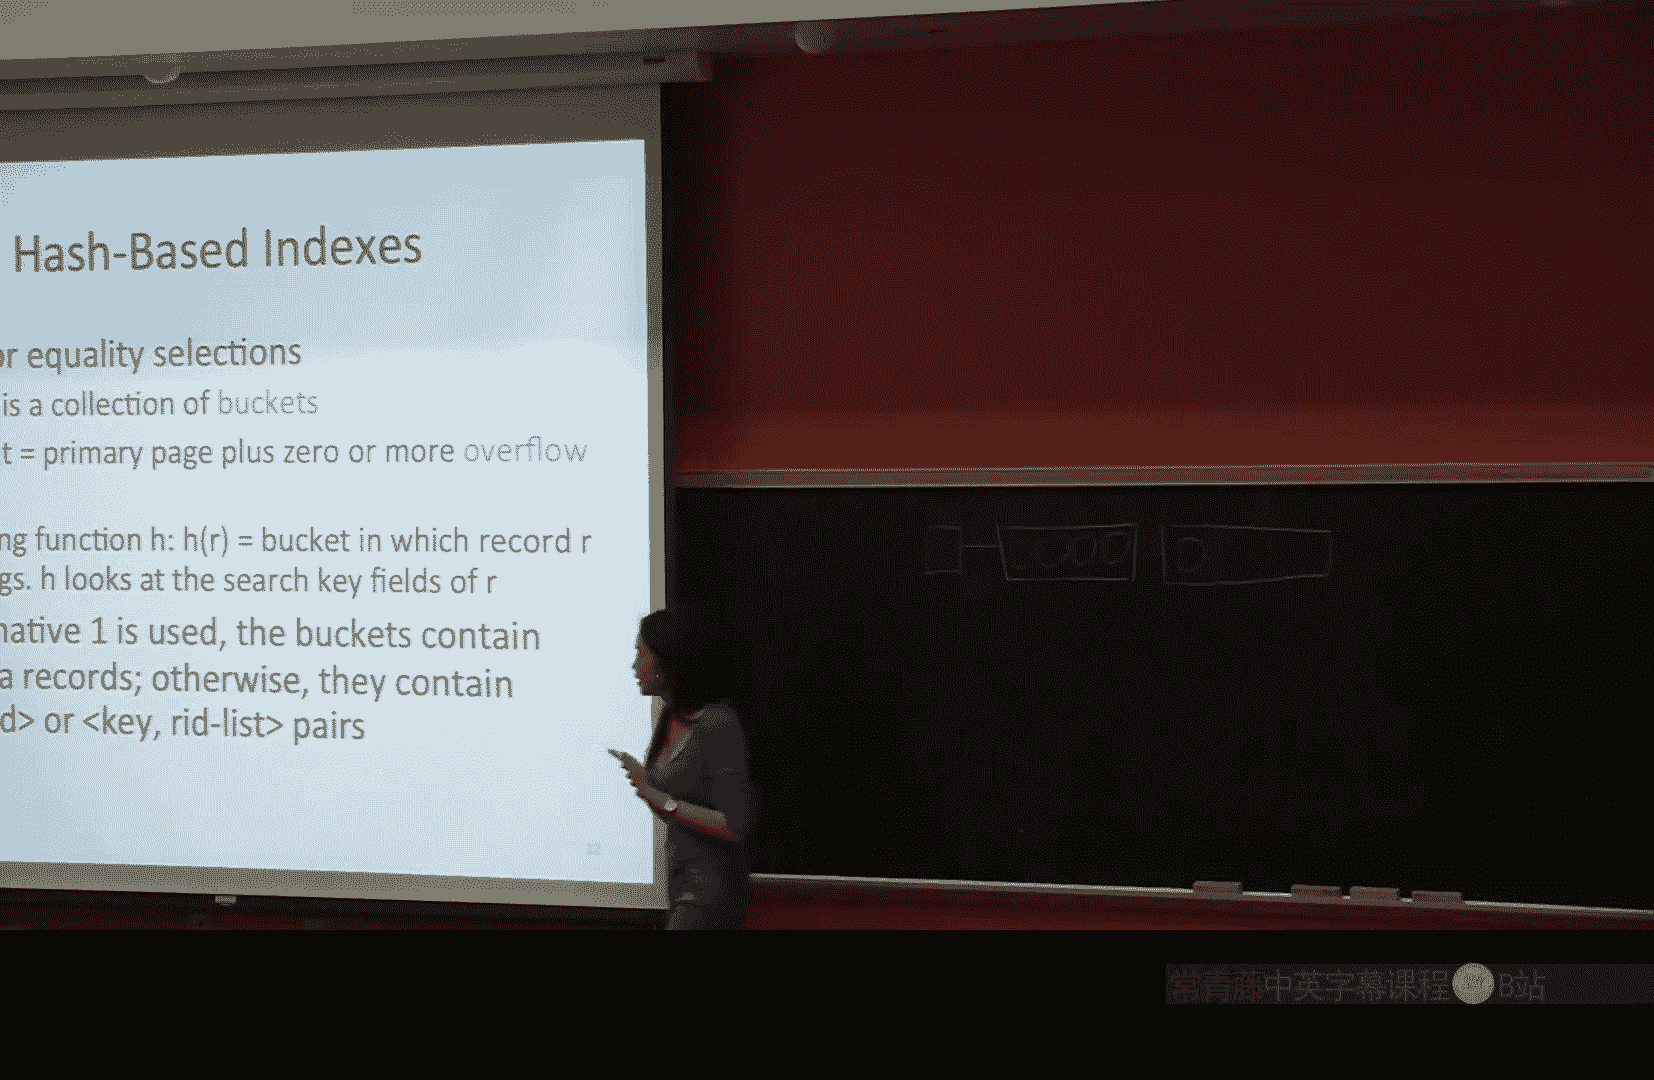 Hash-Based Indexes
or equality selections
is a collection of buckets
t = primary page plus zero or more overflow
ng function h: h(r) = bucket in which record r
gs. h looks at the search key fields of r
native 1 is used, the buckets contain
a records; otherwise, they contain
d> or <key, rid-list> pairs
12
常青藤中英字幕课程 B站